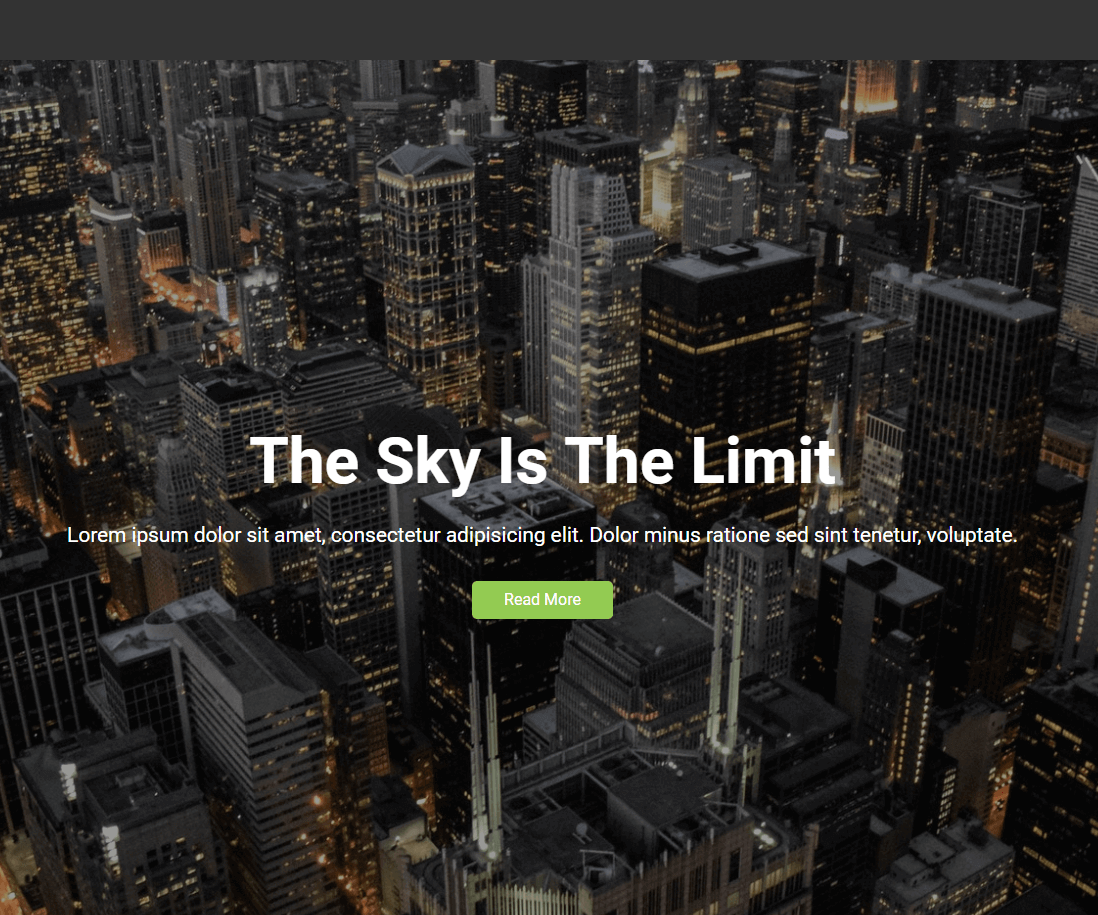 The Sky Is The Limit
Lorem ipsum dolor sit amet, consectetur adipisicing elit. Dolor minus ratione sed sint tenetur, voluptate.
Read More